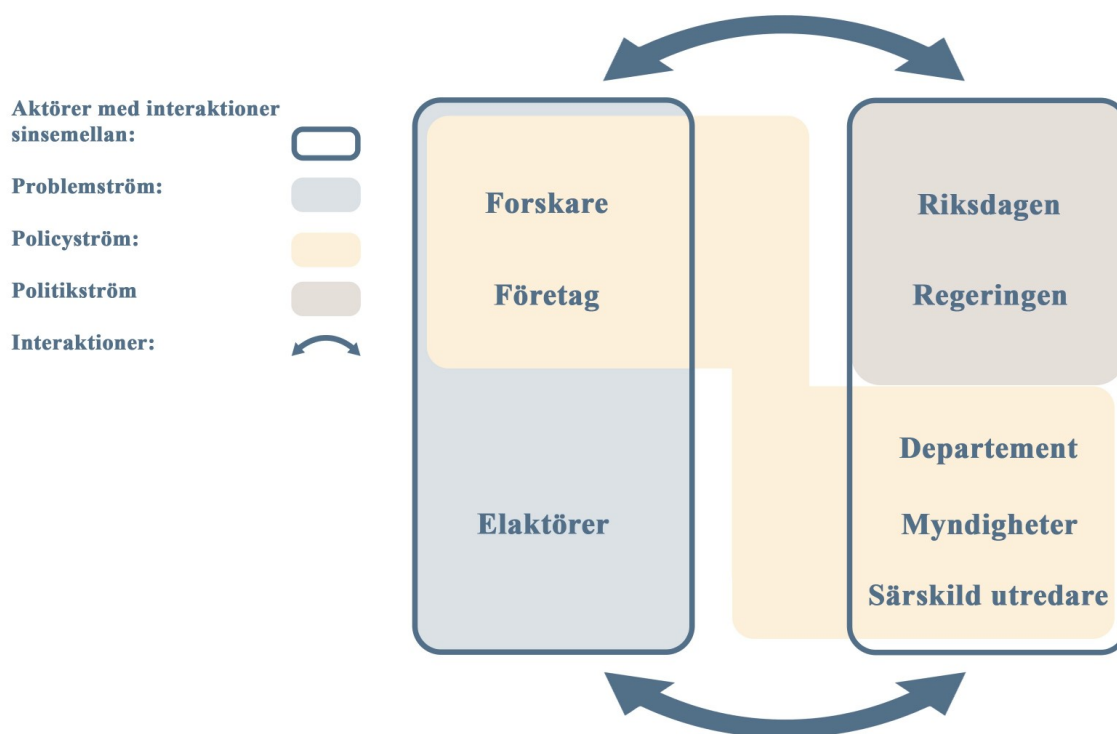 Aktörer med interaktioner
sinsemellan:
Problemström:
Policyström:
Politikström
Interaktioner:
Forskare
Företag
Elaktörer
Riksdagen
Regeringen
Departement
Myndigheter
Särskild utredare